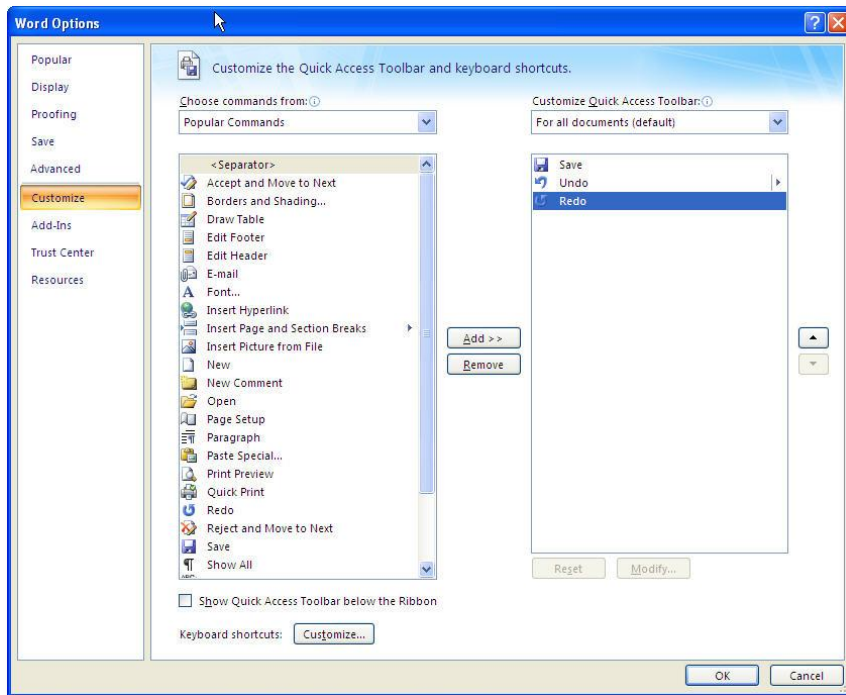 Word Options
Popular
Display
Proofing
Save
Advanced
Customize
Add-Ins
Trust Center
Resources
Customize the Quick Access Toolbar and keyboard shortcuts.
Choose commands from:
Popular Commands
<Separator>
Accept and Move to Next
Borders and Shading...
Draw Table
Edit Footer
Edit Header
E-mail
Font...
Insert Hyperlink
Insert Page and Section Breaks
Insert Picture from File
New
New Comment
Open
Page Setup
Paragraph
Paste Special...
Print Preview
Quick Print
Redo
Reject and Move to Next
Save
Show All
Add >>
Remove
Customize Quick Access Toolbar:
For all documents (default)
Save
Undo
Redo
Reset
Modify...
Show Quick Access Toolbar below the Ribbon
Keyboard shortcuts:
Customize...
OK
Cancel